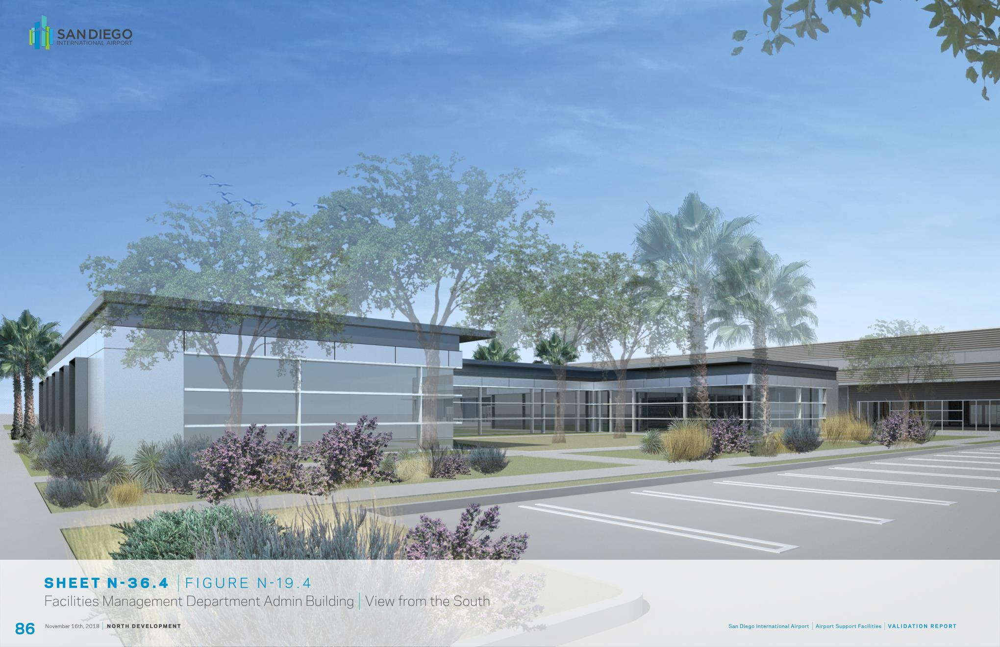 SAN DIEGO
INTERNATIONAL AIRPORT
SHEET N-36.4 | FIGURE N-19.4
Facilities Management Department Admin Building | View from the South
86 November 16th, 2018 | NORTH DEVELOPMENT
San Diego International Airport | Airport Support Facilities | VALIDATION REPORT